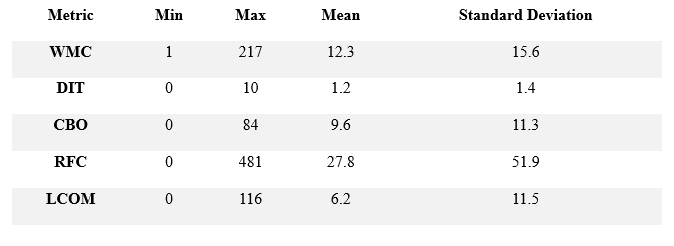 Metric Min Max Mean Standard Deviation
WMC 1 217 12.3 15.6
DIT 0 10 1.2 1.4
CBO 0 84 9.6 11.3
RFC 0 481 27.8 51.9
LCOM 0 116 6.2 11.5